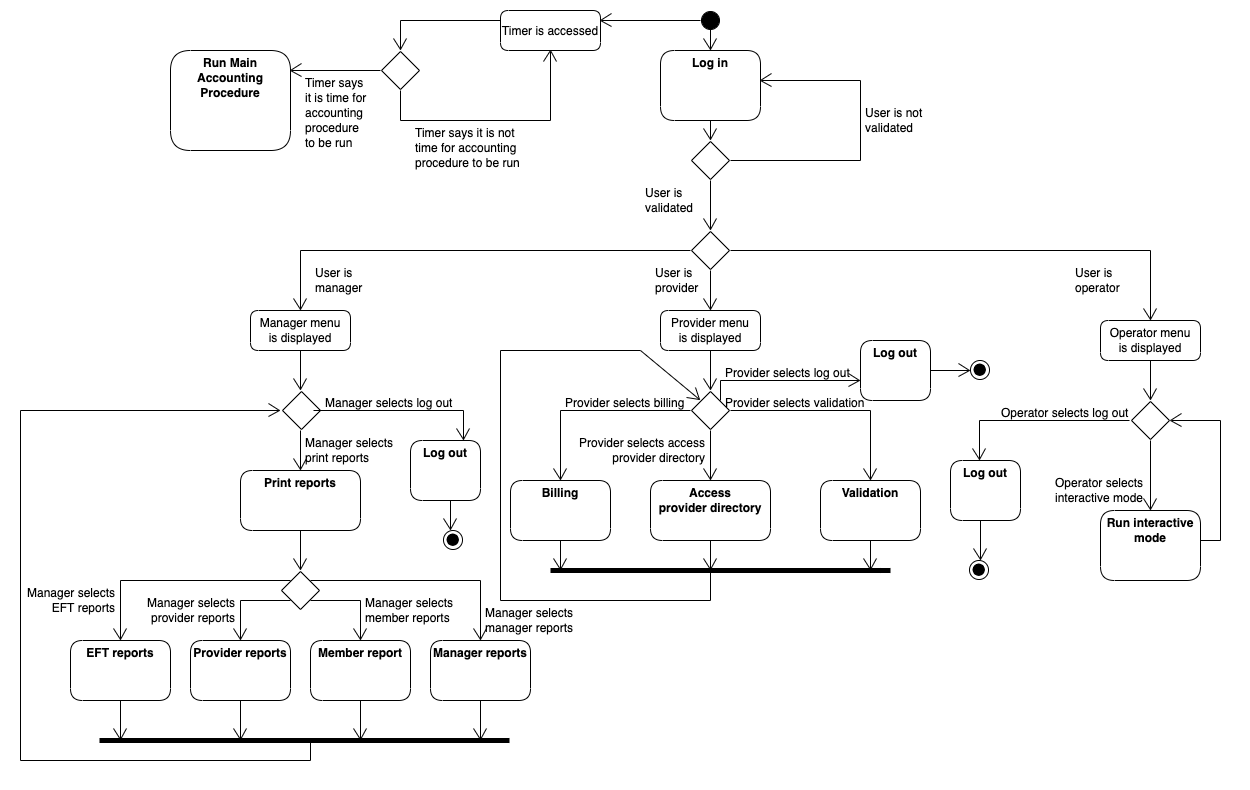 Timer is accessed
Run Main
Accounting
Procedure
Log in
Timer says
it is time for
accounting
procedure
to be run
Timer says it is not
time for accounting
procedure to be run
User is not
validated
User is
validated
User is
manager
User is
provider
User is
operator
Manager menu
is displayed
Provider menu
is displayed
Operator menu
is displayed
Log out
Provider selects log out
Manager selects log out
Provider selects billing
Provider selects validation
Operator selects log out
Manager selects
print reports
Provider selects access
provider directory
Log out
Log out
Operator selects
interactive mode
Print reports
Billing
Access
provider directory
Validation
Run interactive
mode
Manager selects
EFT reports
Manager selects
provider reports
Manager selects
member reports
Manager selects
manager reports
EFT reports
Provider reports
Member report
Manager reports